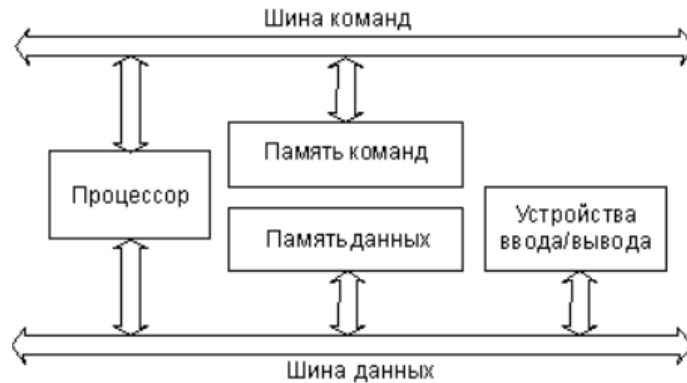 Шина команд
Память команд
Процессор
Память данных
Устройства
ввода/вывода
Шина данных